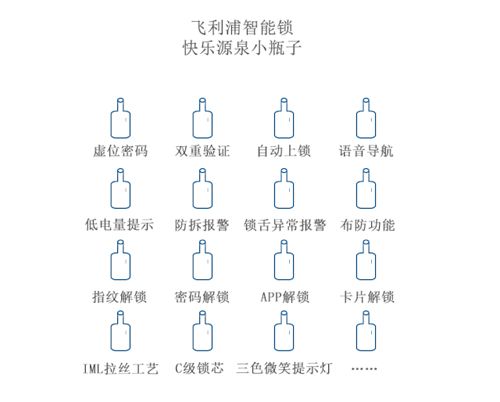 飞利浦智能锁
快乐源泉小瓶子
虚位密码 双重验证 自动上锁 语音导航
低电量提示 防拆报警 锁舌异常报警 布防功能
指纹解锁 密码解锁 APP解锁 卡片解锁
IML拉丝工艺 C级锁芯 三色微笑提示灯 ……